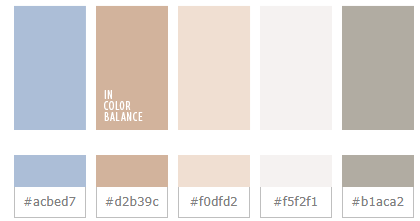 IN
COLOR
BALANCE
#acbed7 #d2b39c #f0dfd2 #f5f2f1 #b1aca2